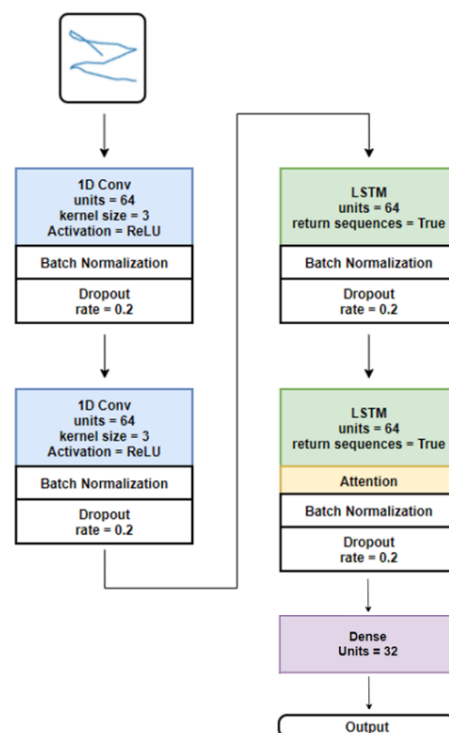 1D Conv
units = 64
kernel size = 3
Activation = ReLU
Batch Normalization
Dropout
rate = 0.2
1D Conv
units = 64
kernel size = 3
Activation = ReLU
Batch Normalization
Dropout
rate = 0.2
LSTM
units = 64
return sequences = True
Batch Normalization
Dropout
rate = 0.2
LSTM
units = 64
return sequences = True
Attention
Batch Normalization
Dropout
rate = 0.2
Dense
Units = 32
Output